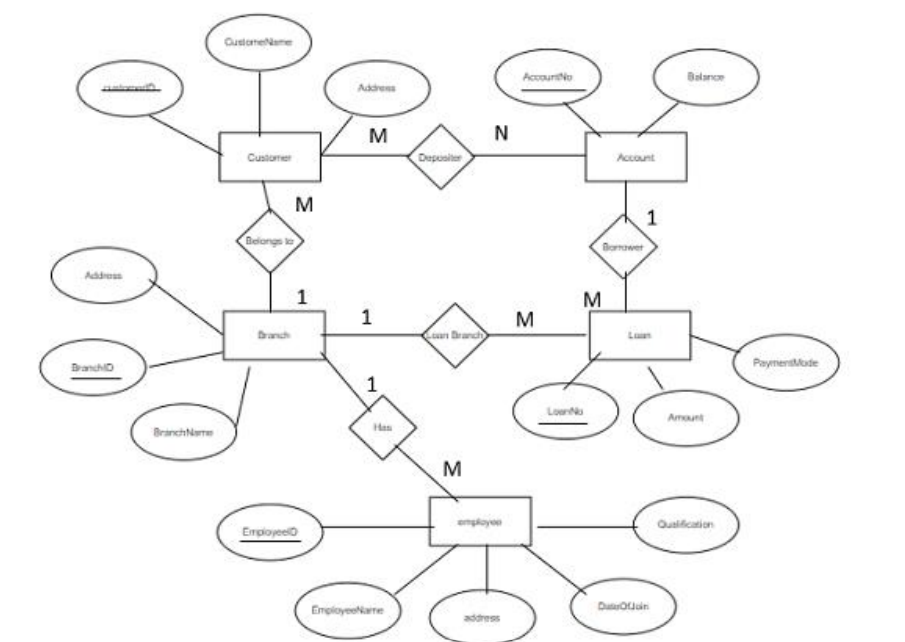 CustomeName
customerID
Address
AccountNo
Balance
M
N
Customer
Depositer
Account
M
1
Belongs to
Borrower
Address
1
1
M
M
Branch
Loan Branch
Loan
BranchID
PaymentMode
1
LoanNo
Amount
BranchName
Has
M
EmployeeID
employee
Qualification
EmployeeName
address
DateOfJoin